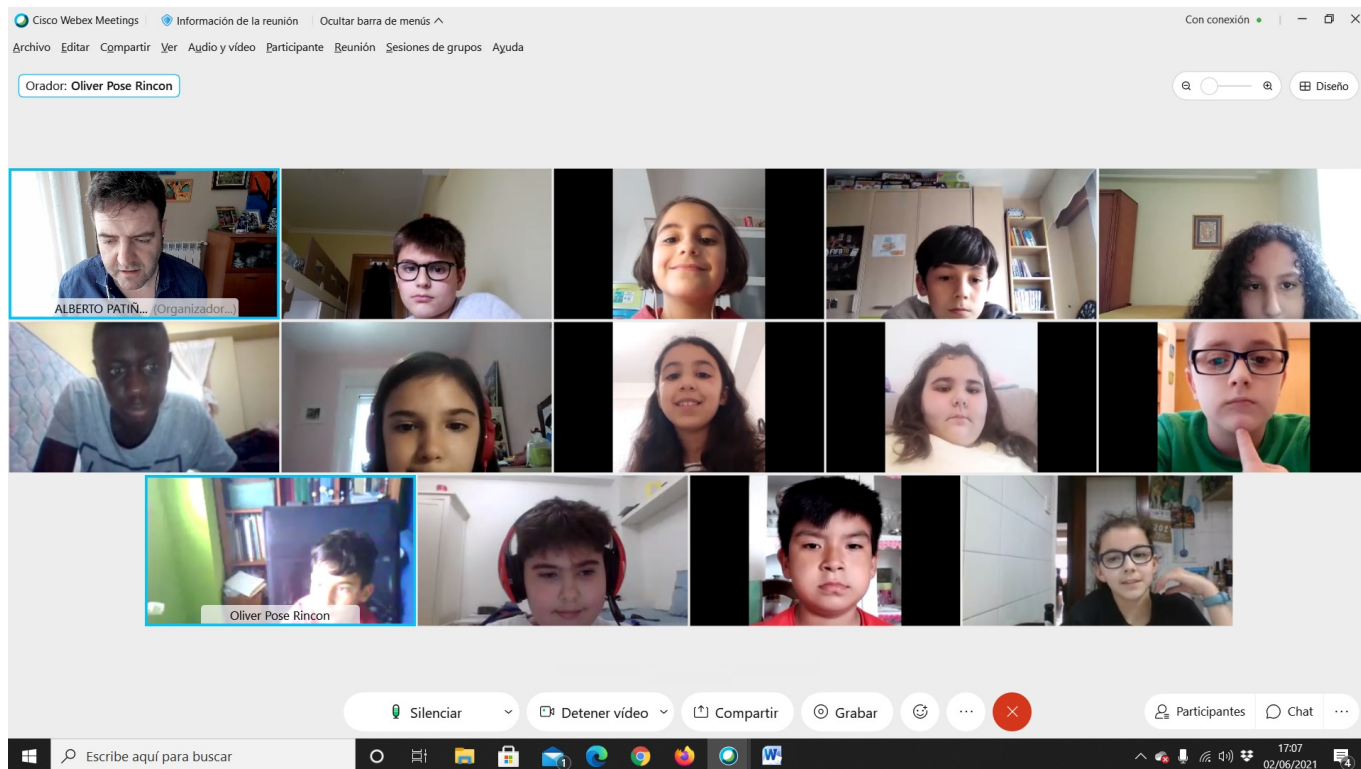 Cisco Webex Meetings Información de la reunión Ocultar barra de menús Con conexión
Archivo Editar Compartir Ver Audio y vídeo Participante Reunión Sesiones de grupos Ayuda
Orador: Oliver Pose Rincon
Diseño
ALBERTO PATIÑ... (Organizador...)
Oliver Pose Rincon
Silenciar Detener vídeo Compartir Grabar Participantes Chat
Escribe aquí para buscar
17:07
02/06/2021